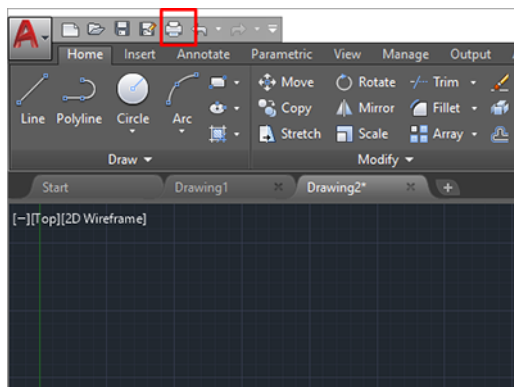 A
Home Insert Annotate Parametric View Manage Output
Move Rotate Trim
Line Polyline Circle Arc Copy Mirror Fillet
Stretch Scale Array
Draw Modify
Start Drawing1 Drawing2* +
[−][Top][2D Wireframe]